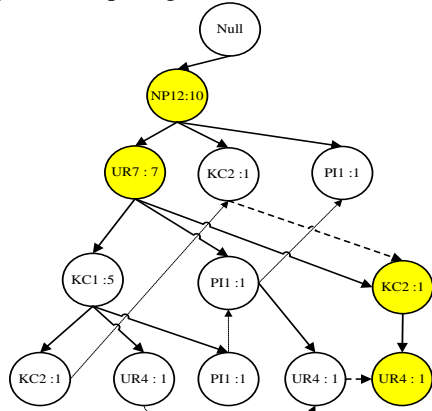 Null
NP12:10
UR7 : 7
KC2 :1
PI1 :1
KC1 :5
PI1 :1
KC2 :1
KC2 :1
UR4 : 1
PI1 :1
UR4 : 1
UR4 : 1